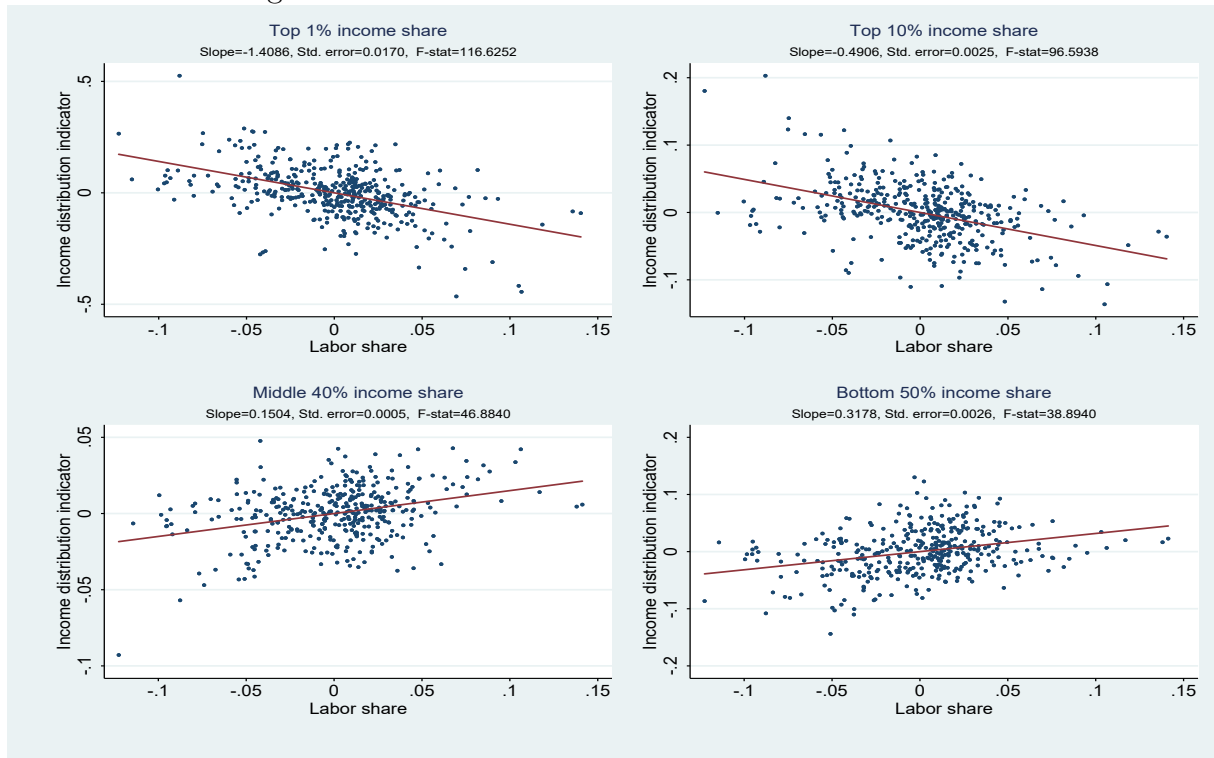 Top 1% income share
Slope=-1.4086, Std. error=0.0170, F-stat=116.6252
Income distribution indicator
.5
0
-.5
-.1 -.05 0 .05 .1 .15
Labor share
Top 10% income share
Slope=-0.4906, Std. error=0.0025, F-stat=96.5938
Income distribution indicator
.2
.1
0
-.1
-.1 -.05 0 .05 .1 .15
Labor share
Middle 40% income share
Slope=0.1504, Std. error=0.0005, F-stat=46.8840
Income distribution indicator
.05
0
-.05
-.1
-.1 -.05 0 .05 .1 .15
Labor share
Bottom 50% income share
Slope=0.3178, Std. error=0.0026, F-stat=38.8940
Income distribution indicator
.2
.1
0
-.1
-.2
-.1 -.05 0 .05 .1 .15
Labor share